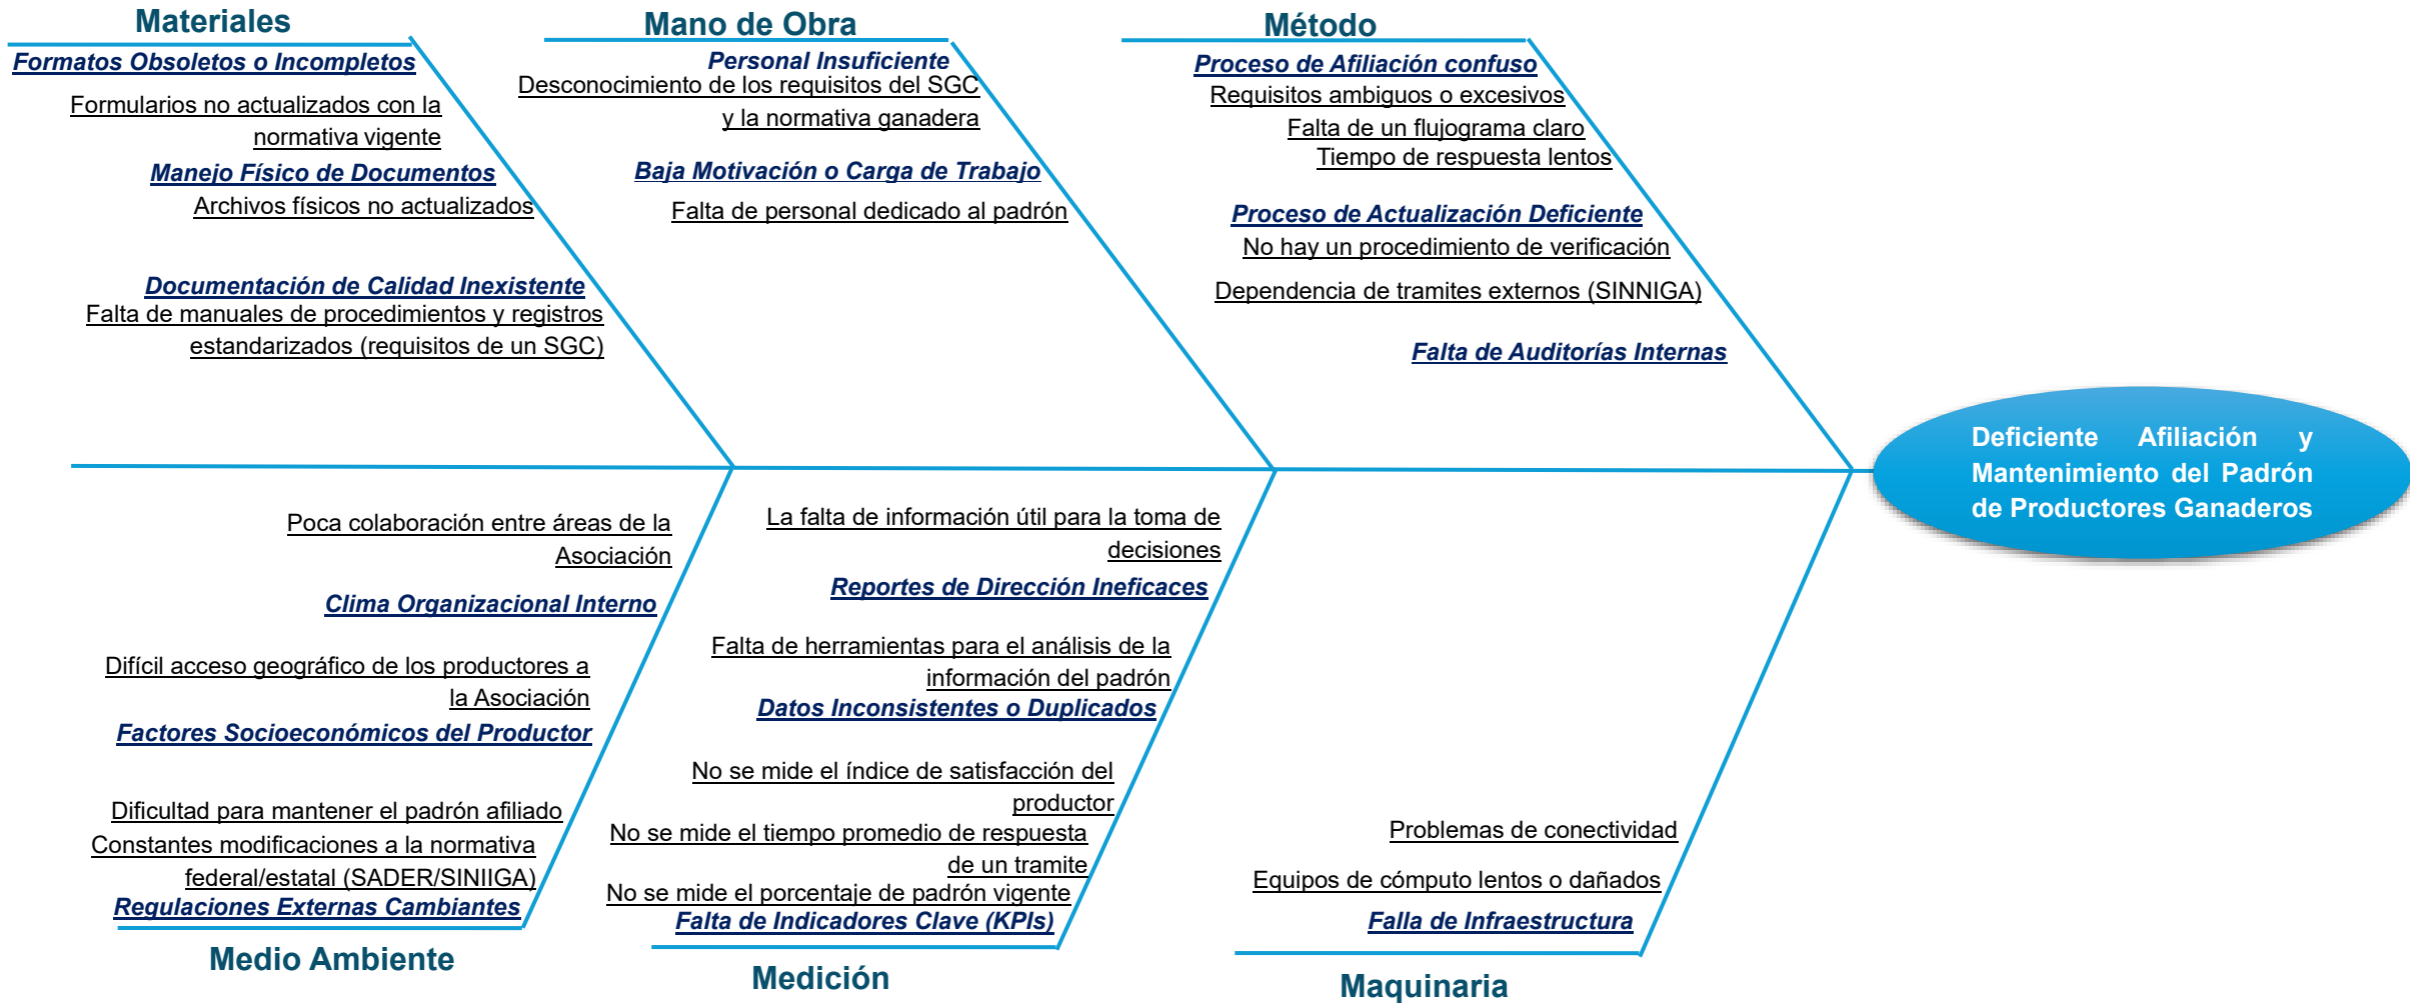 Materiales
Formatos Obsoletos o Incompletos
Formularios no actualizados con la
normativa vigente
Manejo Físico de Documentos
Archivos físicos no actualizados
Documentación de Calidad Inexistente
Falta de manuales de procedimientos y registros
estandarizados (requisitos de un SGC)
Mano de Obra
Personal Insuficiente
Desconocimiento de los requisitos del SGC
y la normativa ganadera
Baja Motivación o Carga de Trabajo
Falta de personal dedicado al padrón
Método
Proceso de Afiliación confuso
Requisitos ambiguos o excesivos
Falta de un flujograma claro
Tiempo de respuesta lentos
Proceso de Actualización Deficiente
No hay un procedimiento de verificación
Dependencia de tramites externos (SINNIGA)
Falta de Auditorías Internas
Deficiente Afiliación y
Mantenimiento del Padrón
de Productores Ganaderos
Poca colaboración entre áreas de la
Asociación
Clima Organizacional Interno
Difícil acceso geográfico de los productores a
la Asociación
Factores Socioeconómicos del Productor
Dificultad para mantener el padrón afiliado
Constantes modificaciones a la normativa
federal/estatal (SADER/SINIIGA)
Regulaciones Externas Cambiantes
Medio Ambiente
La falta de información útil para la toma de
decisiones
Reportes de Dirección Ineficaces
Falta de herramientas para el análisis de la
información del padrón
Datos Inconsistentes o Duplicados
No se mide el índice de satisfacción del
productor
No se mide el tiempo promedio de respuesta
de un tramite
No se mide el porcentaje de padrón vigente
Falta de Indicadores Clave (KPIs)
Medición
Problemas de conectividad
Equipos de cómputo lentos o dañados
Falla de Infraestructura
Maquinaria